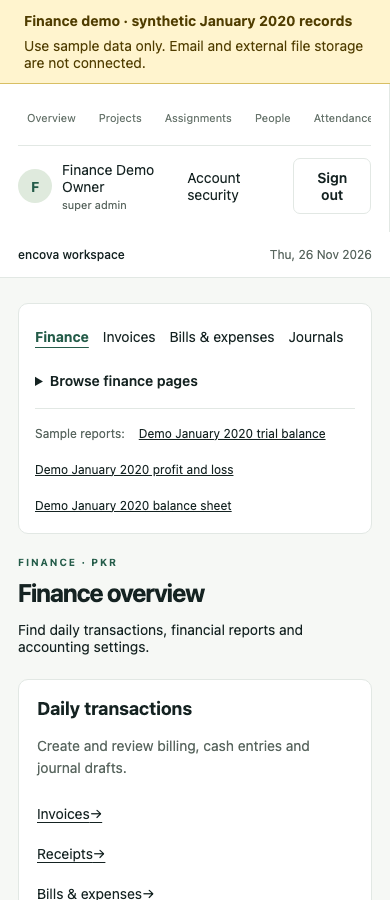 Finance demo · synthetic January 2020 records
Use sample data only. Email and external file storage
are not connected.
Overview Projects Assignments People Attendance
F
Finance Demo
Owner
super admin
Account
security
Sign
out
encova workspace
Thu, 26 Nov 2026
Finance Invoices Bills & expenses Journals
▶ Browse finance pages
Sample reports: Demo January 2020 trial balance
Demo January 2020 profit and loss
Demo January 2020 balance sheet
FINANCE · PKR
Finance overview
Find daily transactions, financial reports and
accounting settings.
Daily transactions
Create and review billing, cash entries and
journal drafts.
Invoices→
Receipts→
Bills & expenses→